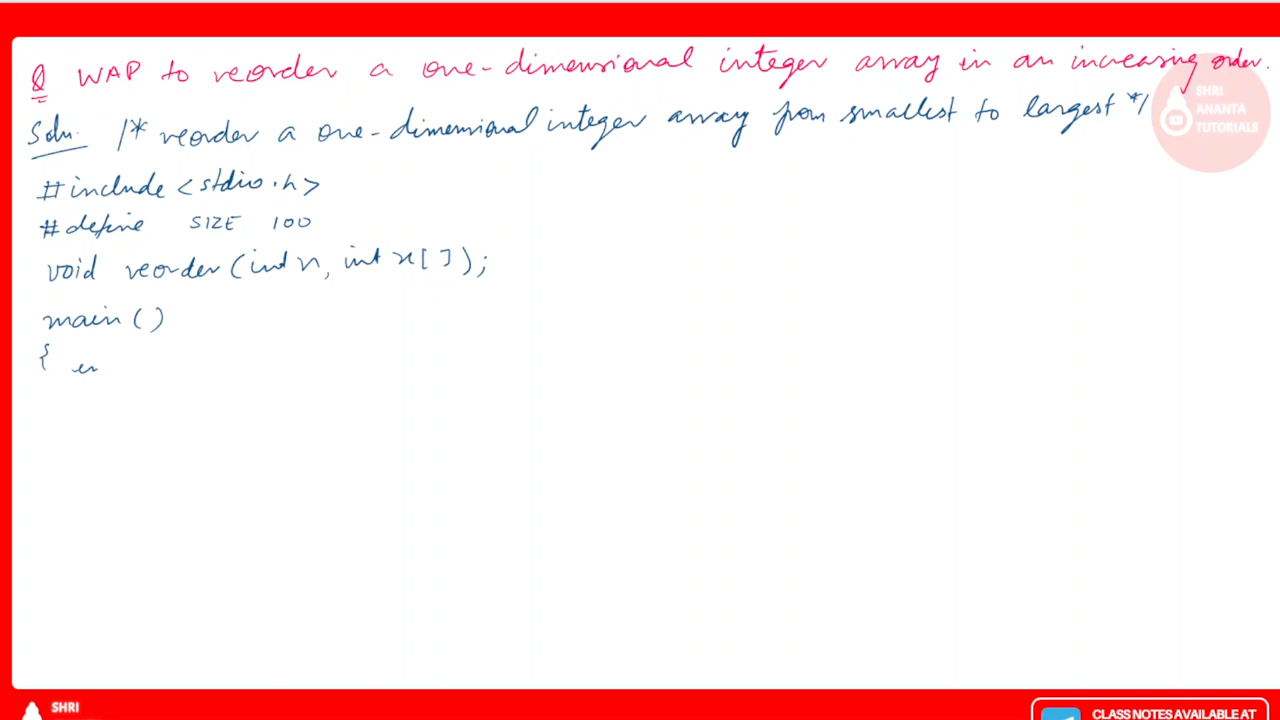 Q WAP to reorder a one-dimensional integer array in an increasing order.
Soln. /* reorder a one-dimensional integer array from smallest to largest */
#include <stdio.h>
#define SIZE 100
void reorder (int n, int x[ ]);
main ()
{
SHRI
ANANTA
TUTORIALS
SHRI
CLASS NOTES AVAILABLE AT